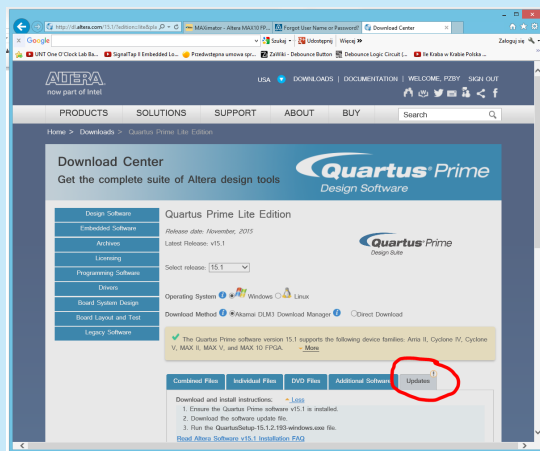 http://dl.altera.com/15.1/?edition=lite&pla
MAXimator - Altera MAX10 FP...
Forgot User Name or Password?
Download Center
Google
Szukaj
Udostępnij
Więcej »
Zaloguj się
UNT One O'Clock Lab Ba...
SignalTap II Embedded Lo...
Przedwstępna umowa spr...
ZaWiki - Debounce Button
Debounce Logic Circuit (...
Ile Kraba w Krabie Polska ...
ALTERA
now part of Intel
USA
DOWNLOADS | DOCUMENTATION | WELCOME, PZBY SIGN OUT
PRODUCTS SOLUTIONS SUPPORT ABOUT BUY
Search
Home > Downloads > Quartus Prime Lite Edition
Download Center
Get the complete suite of Altera design tools
Quartus® Prime
Design Software
Design Software
Embedded Software
Archives
Licensing
Programming Software
Drivers
Board System Design
Board Layout and Test
Legacy Software
Quartus Prime Lite Edition
Release date: November, 2015
Latest Release: v15.1
Quartus® Prime
Design Suite
Select release: 15.1
Operating System Windows Linux
Download Method Akamai DLM3 Download Manager Direct Download
The Quartus Prime software version 15.1 supports the following device families: Arria II, Cyclone IV, Cyclone
V, MAX II, MAX V, and MAX 10 FPGA. More
Combined Files
Individual Files
DVD Files
Additional Software
Updates
Download and install instructions: Less
1. Ensure the Quartus Prime software v15.1 is installed.
2. Download the software update file.
3. Run the QuartusSetup-15.1.2.193-windows.exe file.
Read Altera Software v15.1 Installation FAQ